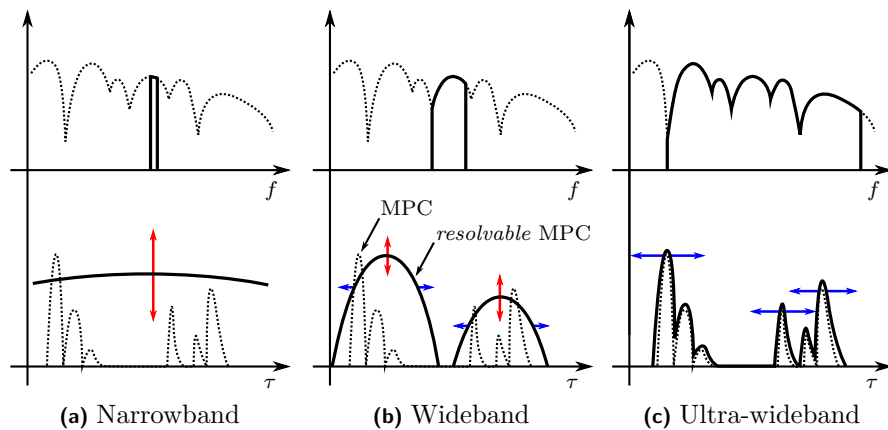 f
f
f
MPC
resolvable MPC
τ
τ
τ
(a) Narrowband
(b) Wideband
(c) Ultra-wideband